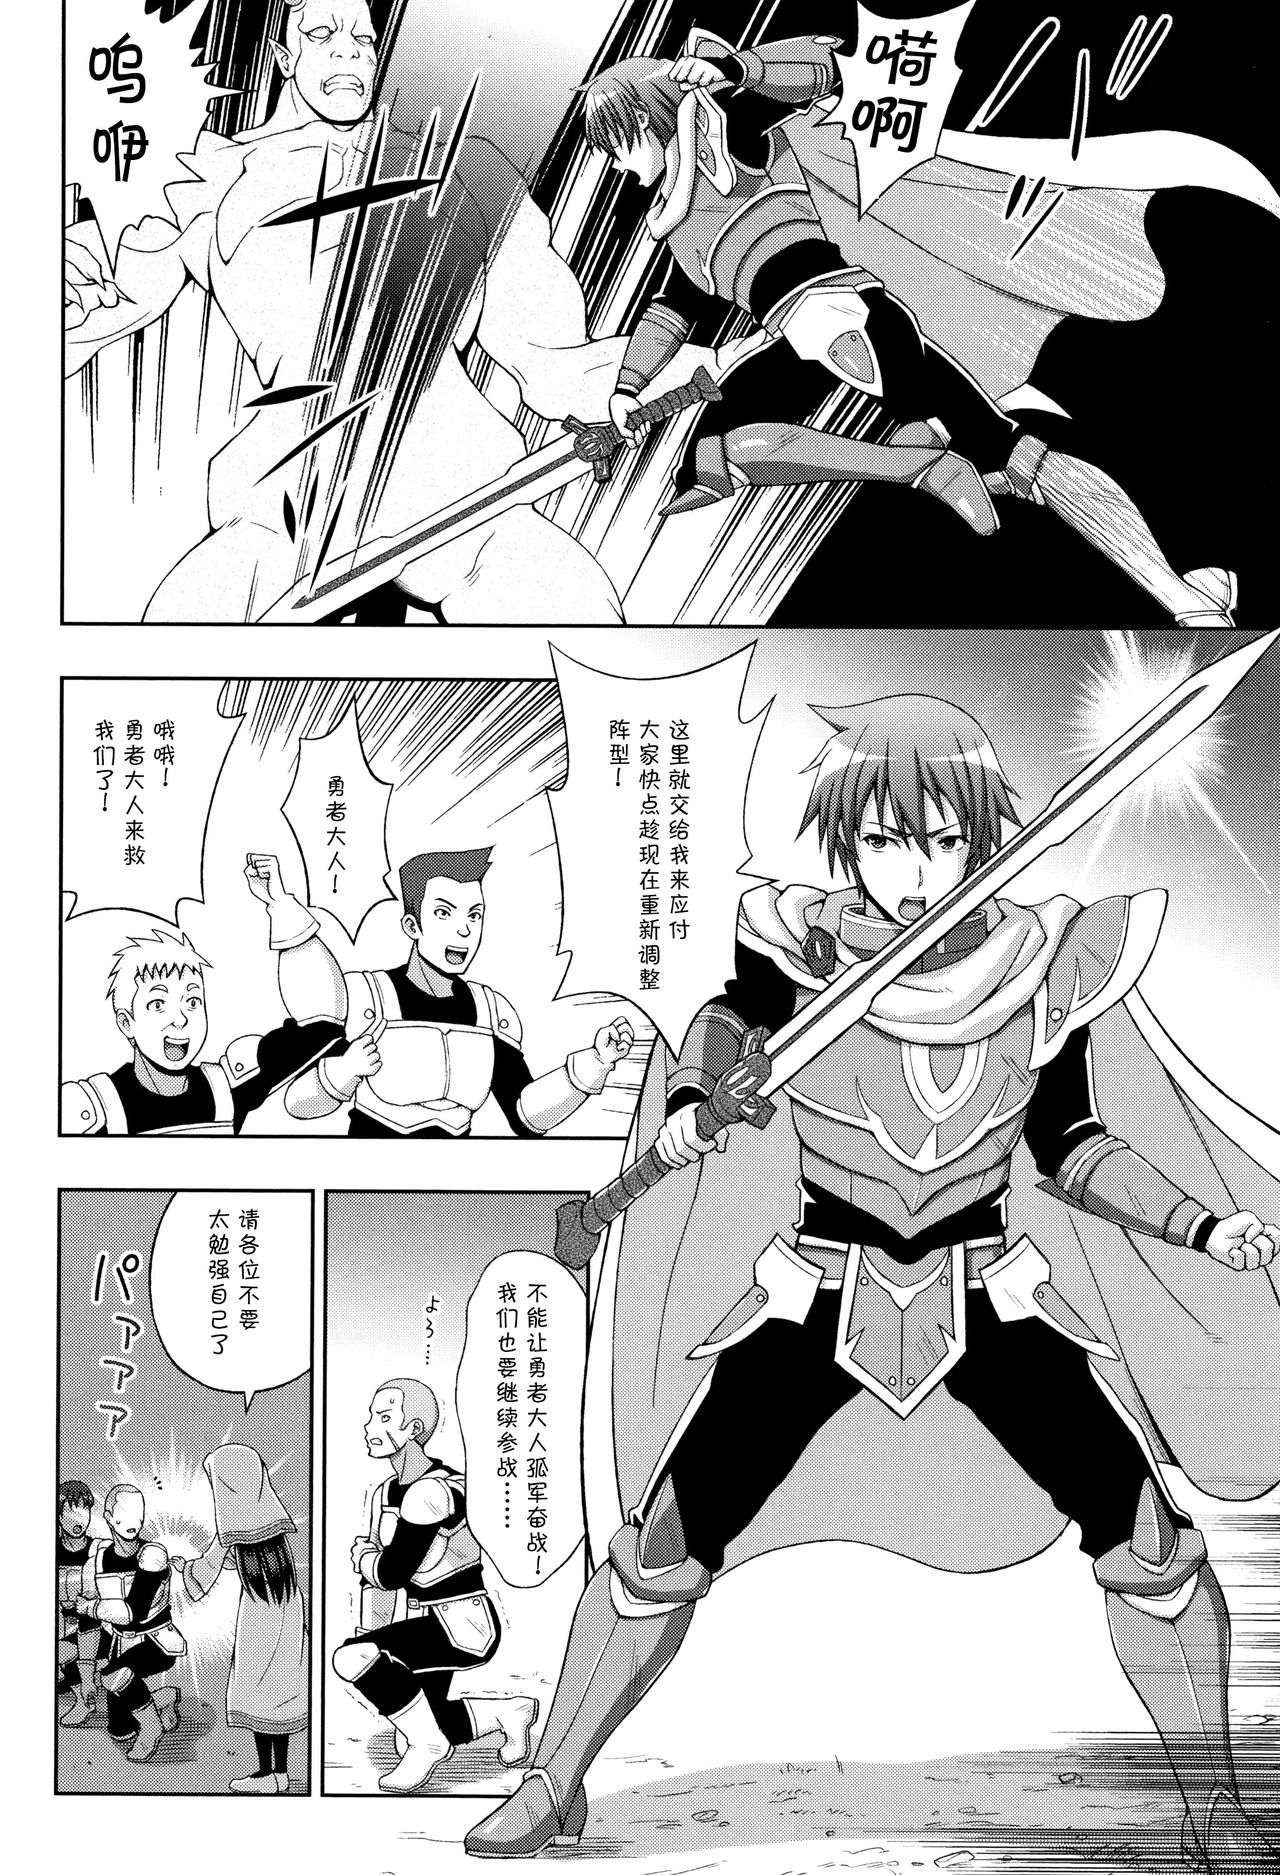 嗬
啊
呜
咿
这里就交给我来应付
大家快点趁现在重新调整
阵型！
勇者大人！
哦哦！
勇者大人来救
我们了！
不能让勇者大人孤军奋战！
我们也要继续参战……
よろ……
请各位不要
太勉强自己了
パァァァ